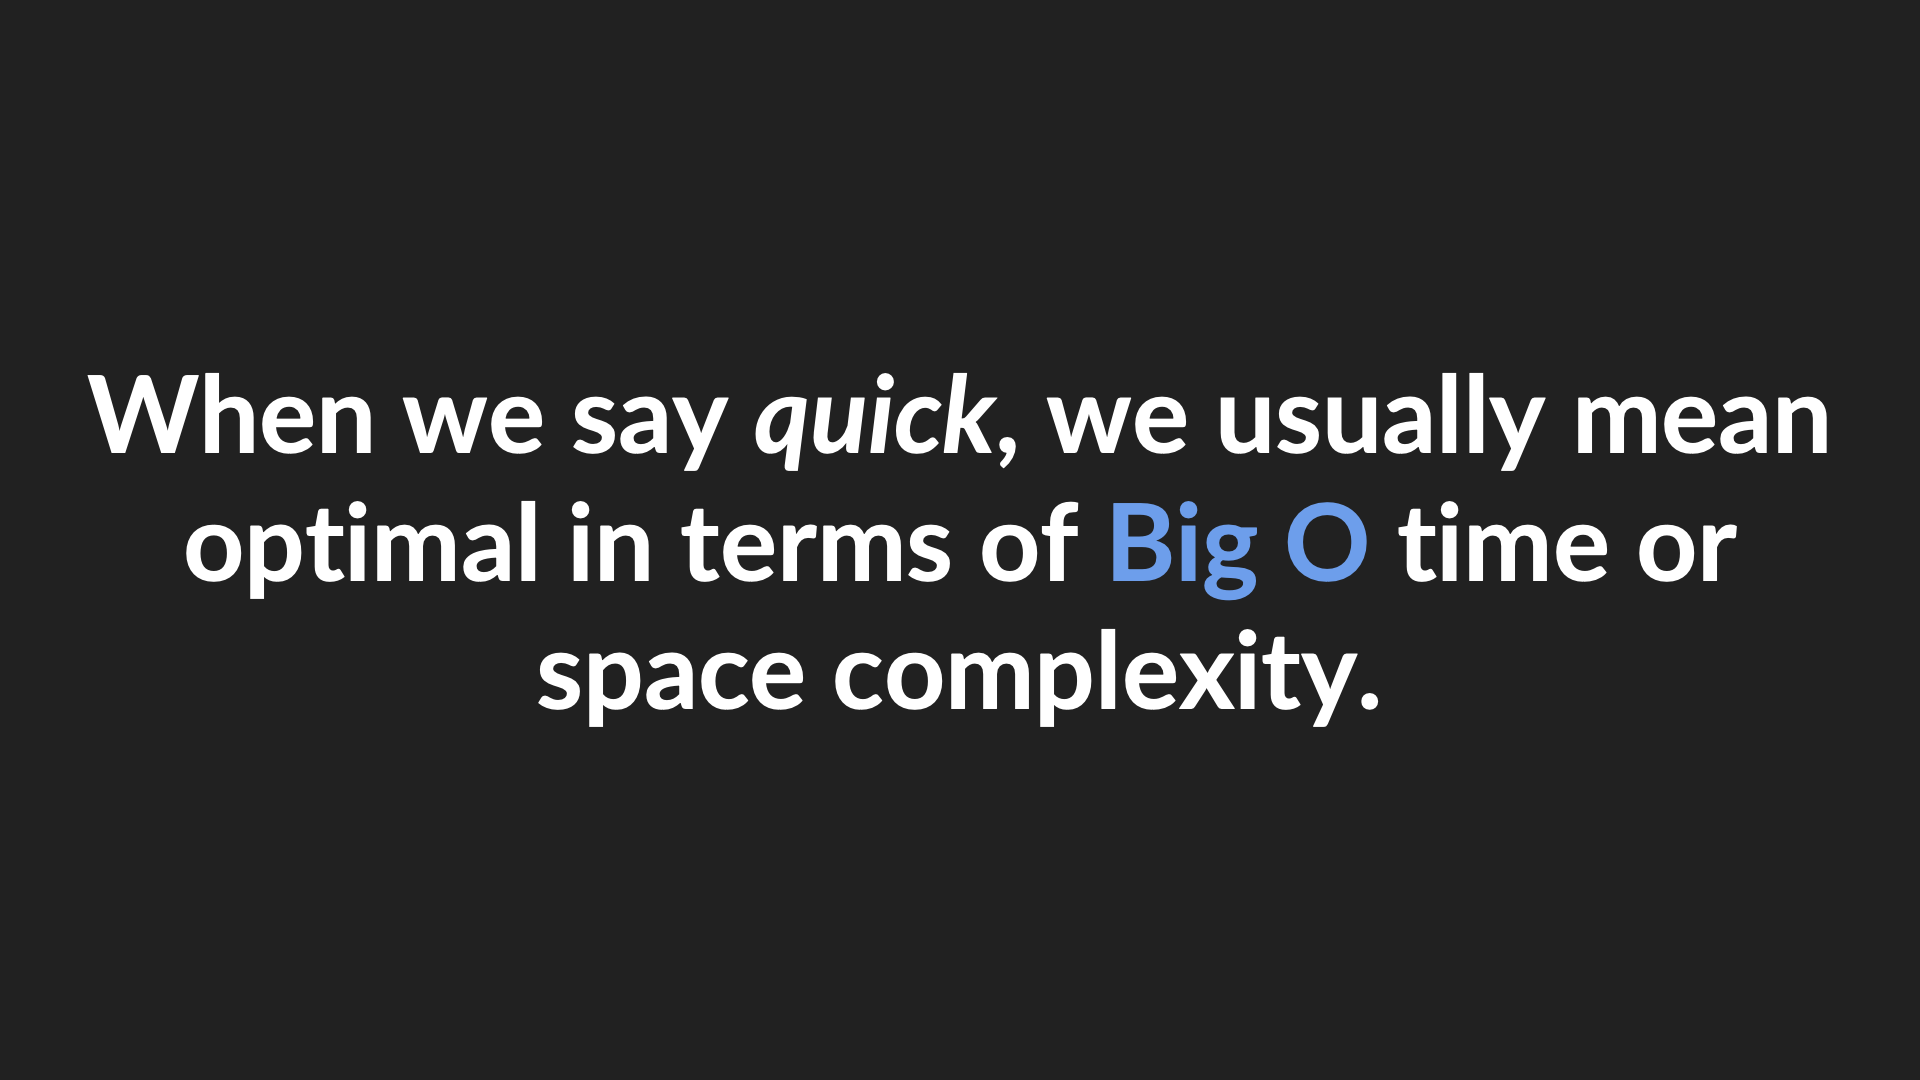 When we say quick, we usually mean
optimal in terms of Big O time or
space complexity.